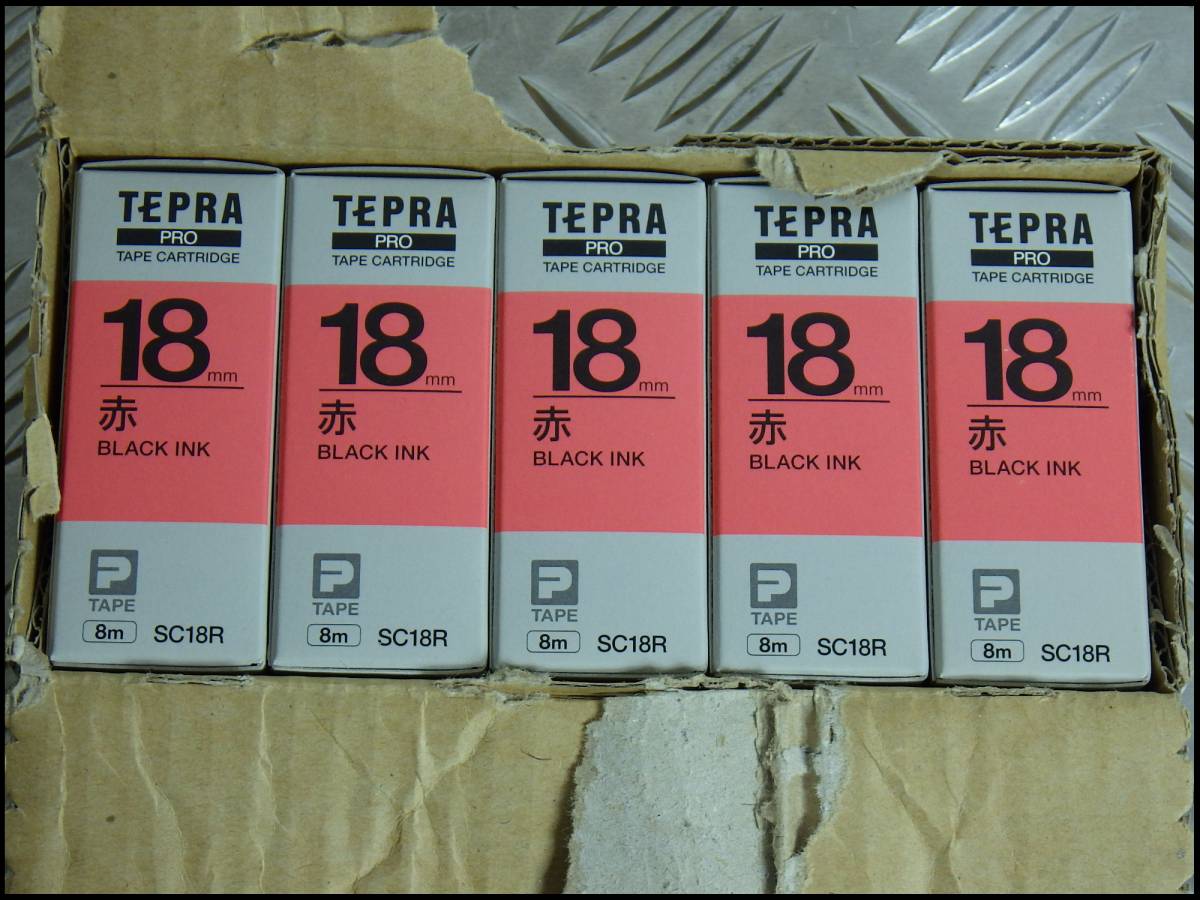 TEPRA
PRO
TAPE CARTRIDGE
18mm
赤
BLACK INK
P
TAPE
8m SC18R
TEPRA
PRO
TAPE CARTRIDGE
18mm
赤
BLACK INK
P
TAPE
8m SC18R
TEPRA
PRO
TAPE CARTRIDGE
18mm
赤
BLACK INK
P
TAPE
8m SC18R
TEPRA
PRO
TAPE CARTRIDGE
18mm
赤
BLACK INK
P
TAPE
8m SC18R
TEPRA
PRO
TAPE CARTRIDGE
18mm
赤
BLACK INK
P
TAPE
8m SC18R